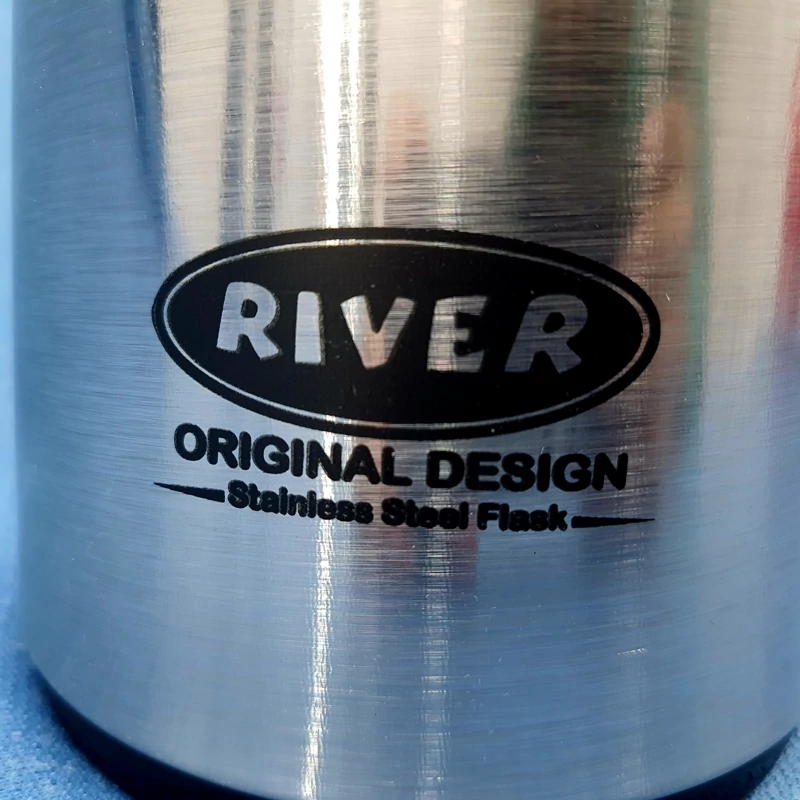 RIVER
ORIGINAL DESIGN
Stainless Steel Flask